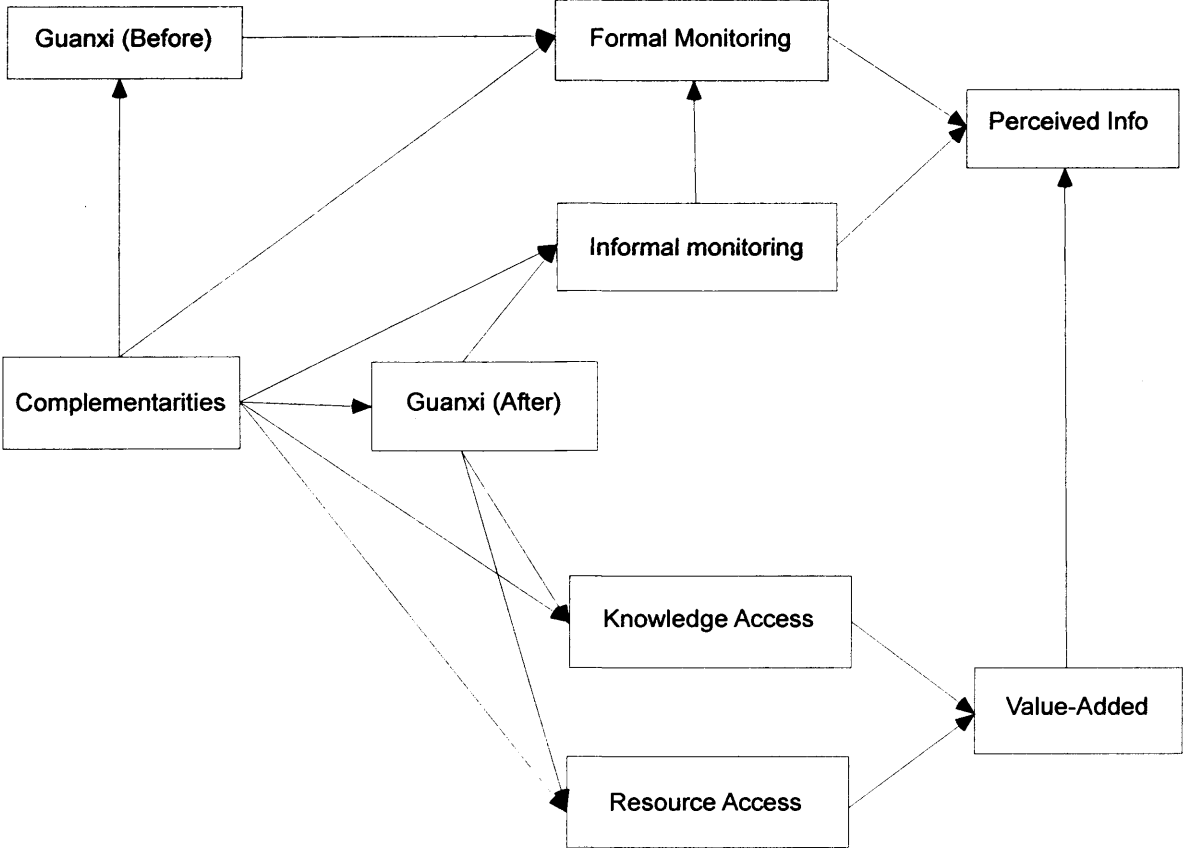 Guanxi (Before)
Formal Monitoring
Perceived Info
Informal monitoring
Complementarities
Guanxi (After)
Knowledge Access
Value-Added
Resource Access